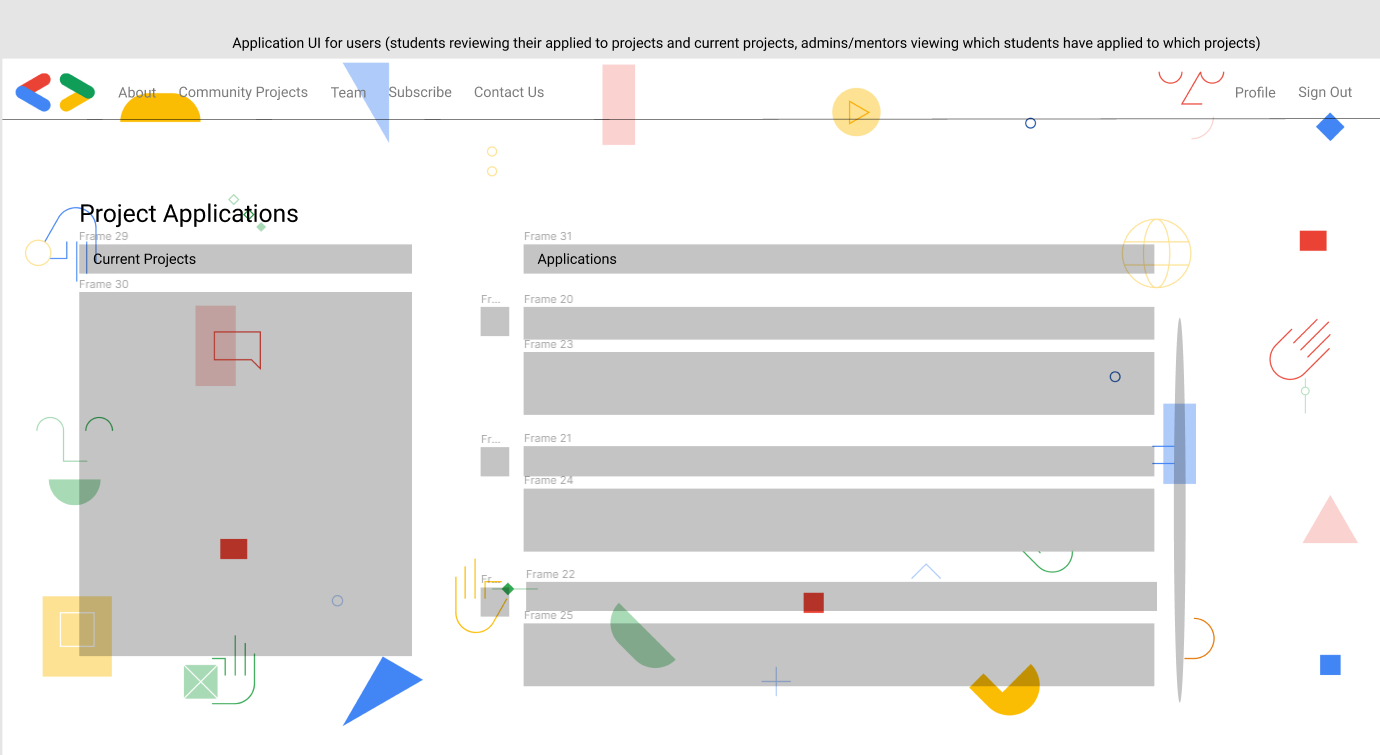 Application UI for users (students reviewing their applied to projects and current projects, admins/mentors viewing which students have applied to which projects)
About Community Projects Team Subscribe Contact Us Profile Sign Out
Project Applications
Frame 29
Current Projects
Frame 30
Frame 31
Applications
Fr...
Frame 20
Frame 23
Fr...
Frame 21
Frame 24
Fr...
Frame 22
Frame 25